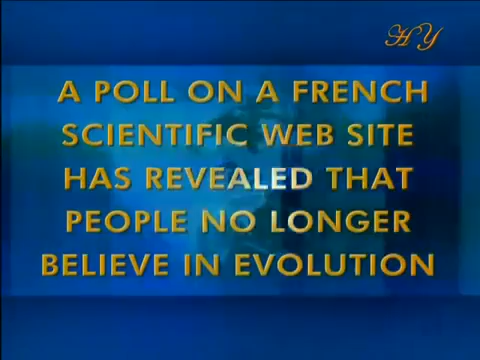 HY
A POLL ON A FRENCH
SCIENTIFIC WEB SITE
HAS REVEALED THAT
PEOPLE NO LONGER
BELIEVE IN EVOLUTION